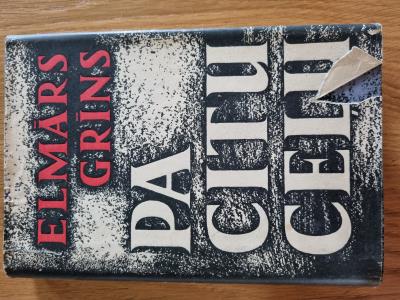 ELMĀRS
GRĪNS
PA
CITU
CEĻU